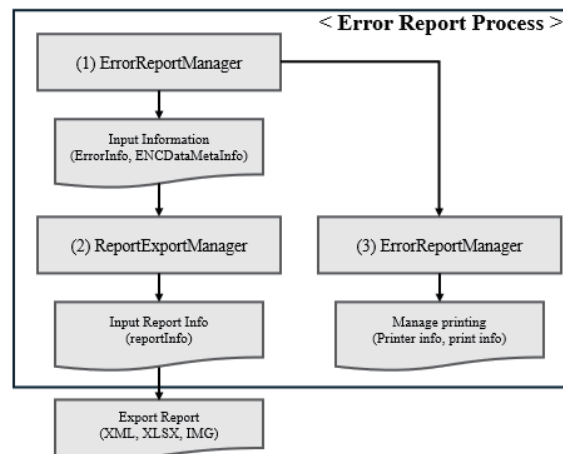 < Error Report Process >
(1) ErrorReportManager
Input Information
(ErrorInfo, ENCDataMetaInfo)
(2) ReportExportManager
(3) ErrorReportManager
Input Report Info
(reportInfo)
Manage printing
(Printer info, print info)
Export Report
(XML, XLSX, IMG)